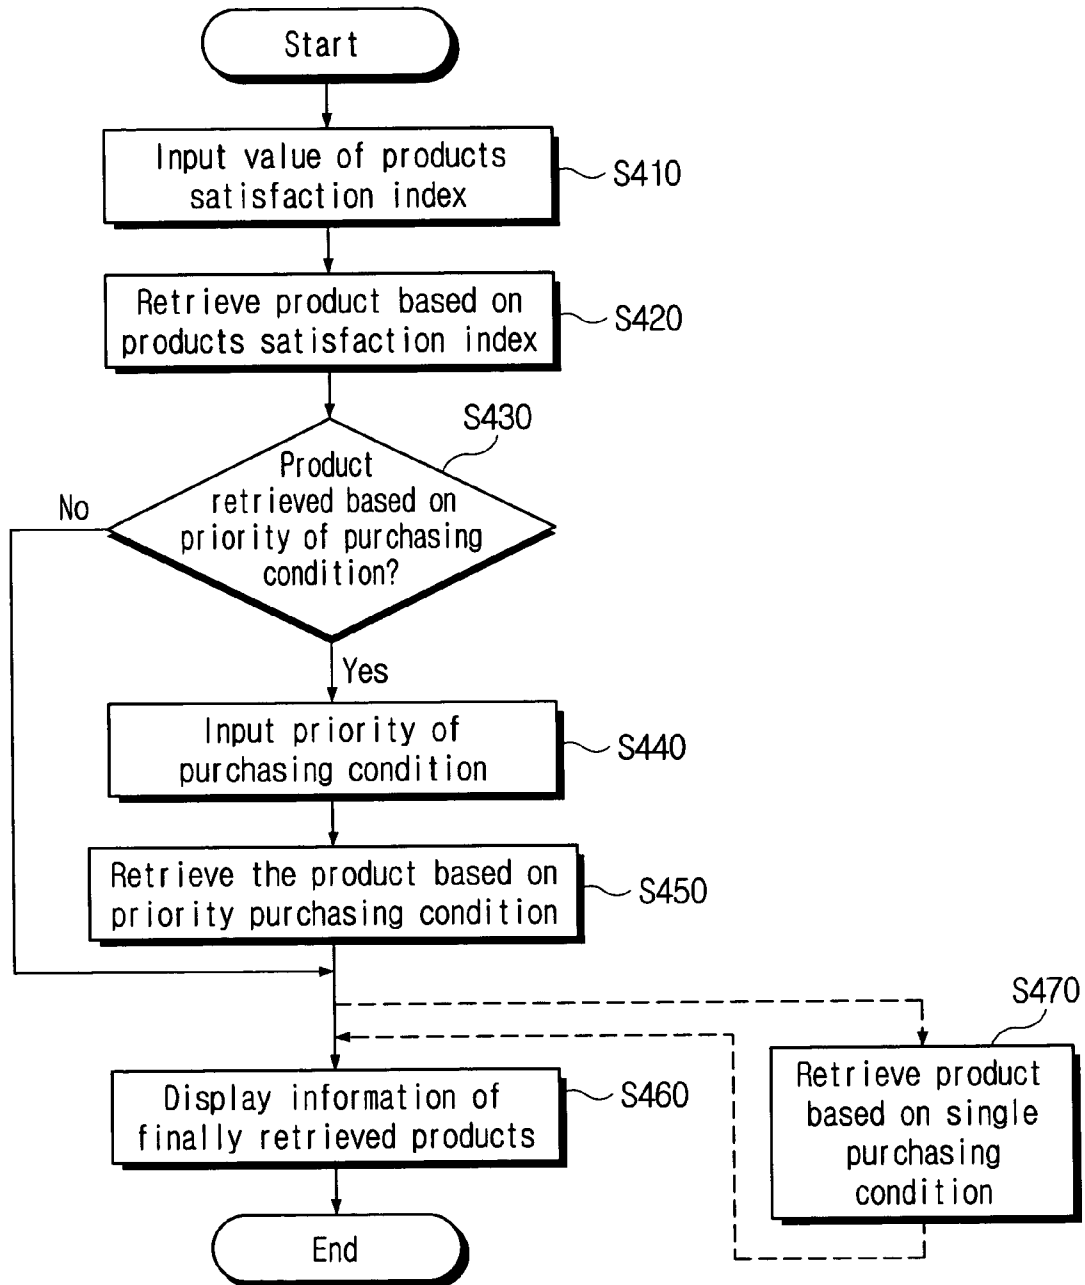 Start
Input value of products
satisfaction index
S410
Retrieve product based on
products satisfaction index
S420
S430
Product
retrieved based on
priority of purchasing
condition?
No
Yes
Input priority of
purchasing condition
S440
Retrieve the product based on
priority purchasing condition
S450
S470
Retrieve product
based on single
purchasing
condition
Display information of
finally retrieved products
S460
End